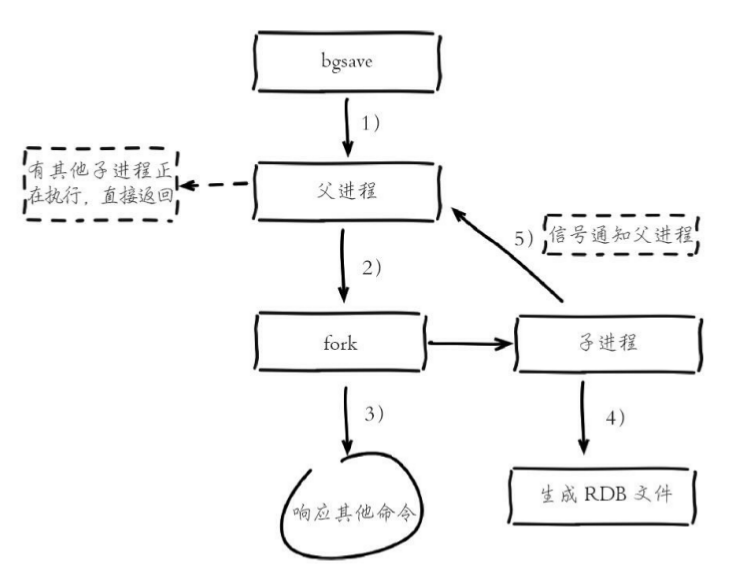 bgsave
1)
有其他子进程正
在执行，直接返回
父进程
5)
信号通知父进程
2)
fork
子进程
3)
4)
响应其他命令
生成 RDB 文件